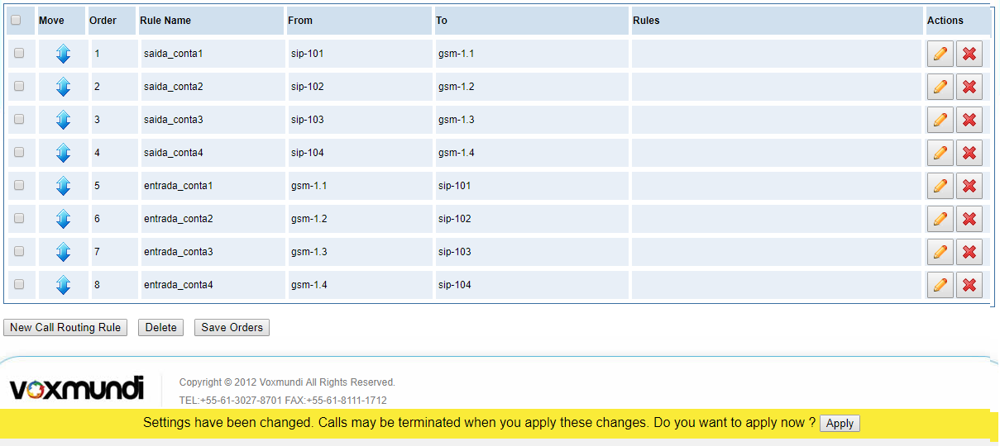 Move Order Rule Name From To Rules Actions
1 saida_conta1 sip-101 gsm-1.1
2 saida_conta2 sip-102 gsm-1.2
3 saida_conta3 sip-103 gsm-1.3
4 saida_conta4 sip-104 gsm-1.4
5 entrada_conta1 gsm-1.1 sip-101
6 entrada_conta2 gsm-1.2 sip-102
7 entrada_conta3 gsm-1.3 sip-103
8 entrada_conta4 gsm-1.4 sip-104
New Call Routing Rule Delete Save Orders
voxmundi
Copyright © 2012 Voxmundi All Rights Reserved.
TEL:+55-61-3027-8701 FAX:+55-61-8111-1712
Settings have been changed. Calls may be terminated when you apply these changes. Do you want to apply now ? Apply